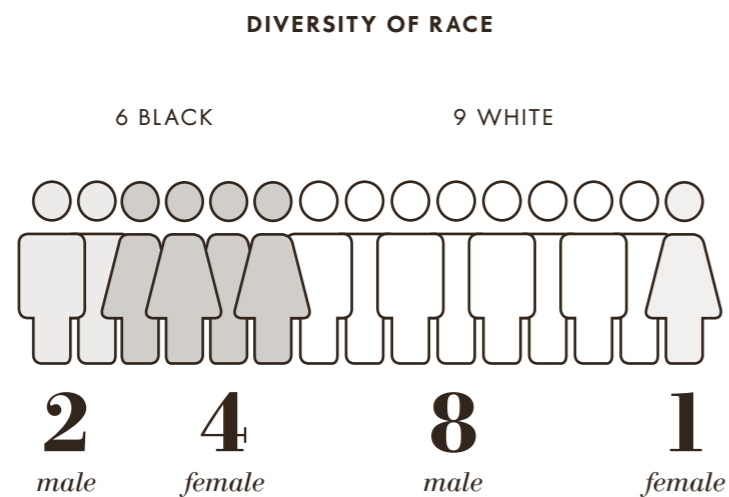 DIVERSITY OF RACE
6 BLACK 9 WHITE
2 4 8 1
male female male female